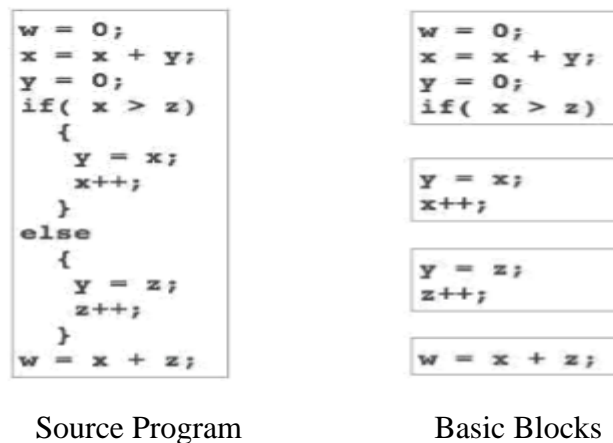 w = 0;
x = x + y;
y = 0;
if( x > z)
{
y = x;
x++;
}
else
{
y = z;
z++;
}
w = x + z;
Source Program
w = 0;
x = x + y;
y = 0;
if( x > z)
y = x;
x++;
y = z;
z++;
w = x + z;
Basic Blocks